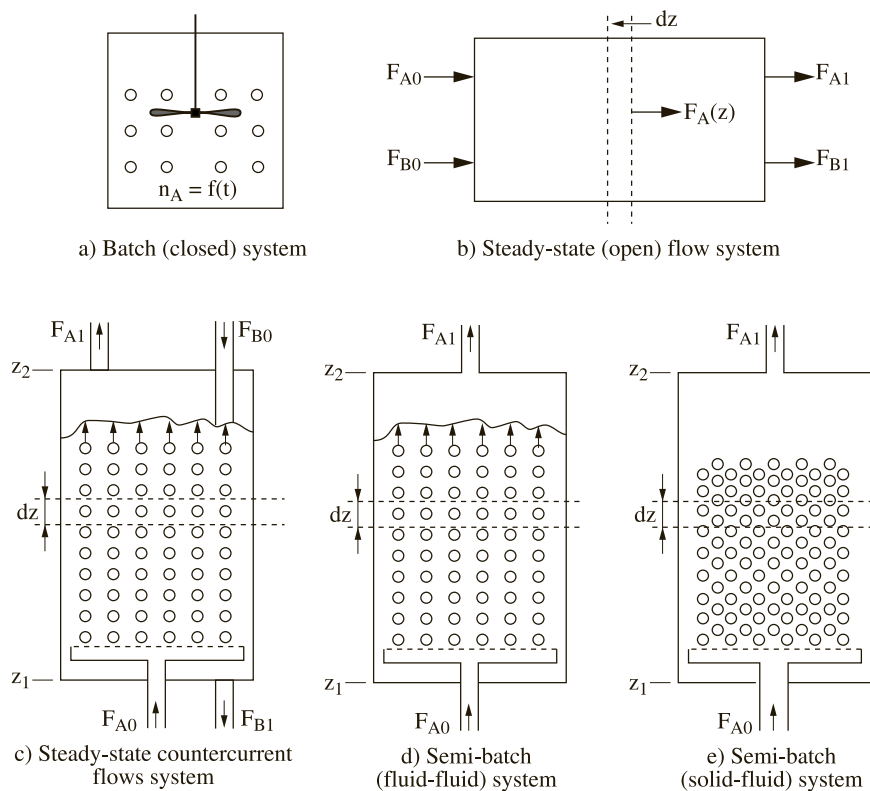 dz
F_A0
F_A1
F_A(z)
F_B0
F_B1
n_A = f(t)
a) Batch (closed) system
b) Steady-state (open) flow system
F_A1
F_B0
z_2
dz
z_1
F_A0
F_B1
c) Steady-state countercurrent
flows system
F_A1
z_2
dz
z_1
F_A0
d) Semi-batch
(fluid-fluid) system
F_A1
z_2
dz
z_1
F_A0
e) Semi-batch
(solid-fluid) system